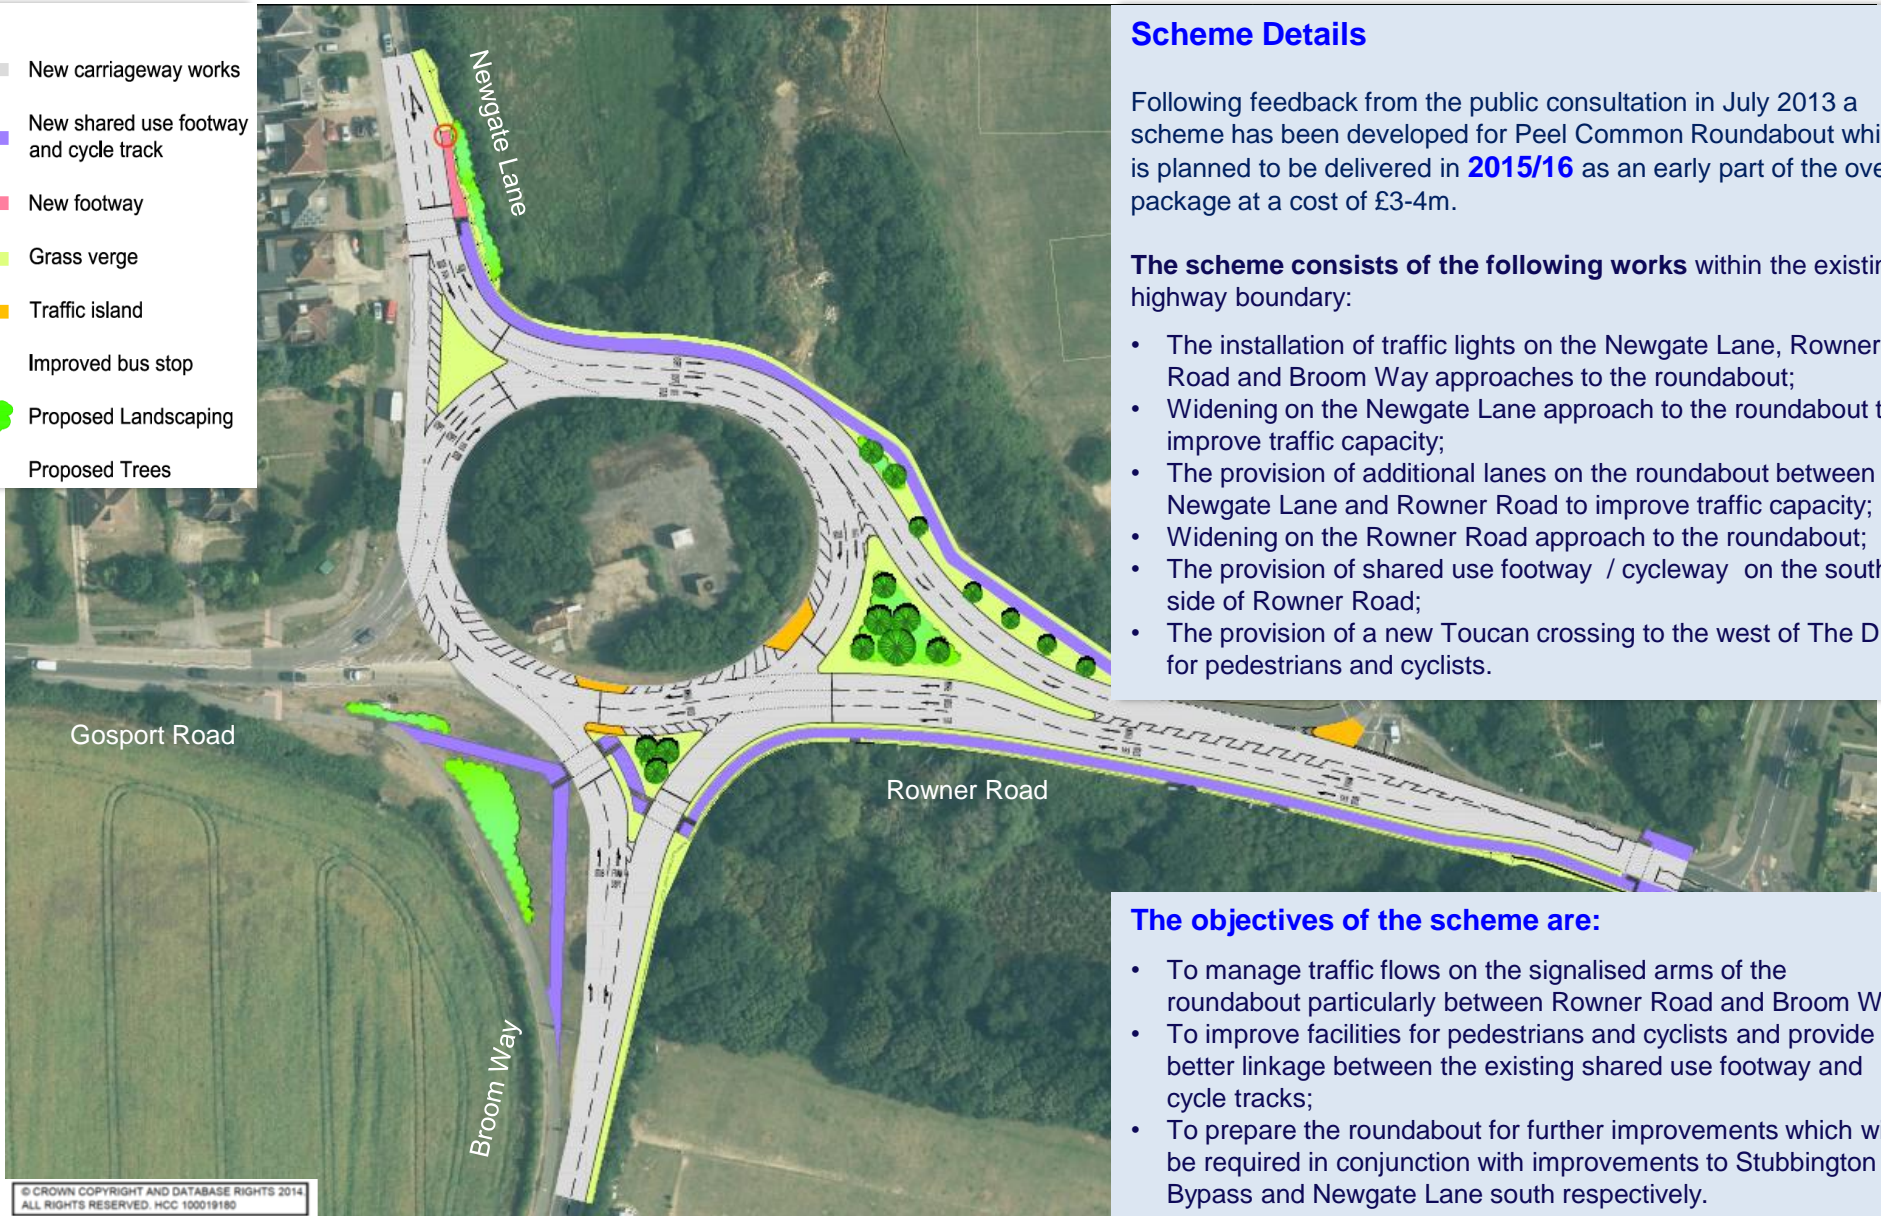 New carriageway works
New shared use footway
and cycle track
New footway
Grass verge
Traffic island
Improved bus stop
Proposed Landscaping
Proposed Trees
Newgate Lane
Gosport Road
Rowner Road
Broom Way
© CROWN COPYRIGHT AND DATABASE RIGHTS 2014.
ALL RIGHTS RESERVED. HCC 100019180
Scheme Details
Following feedback from the public consultation in July 2013 a
scheme has been developed for Peel Common Roundabout whi
is planned to be delivered in 2015/16 as an early part of the ove
package at a cost of £3-4m.
The scheme consists of the following works within the existin
highway boundary:
• The installation of traffic lights on the Newgate Lane, Rowner
Road and Broom Way approaches to the roundabout;
• Widening on the Newgate Lane approach to the roundabout t
improve traffic capacity;
• The provision of additional lanes on the roundabout between
Newgate Lane and Rowner Road to improve traffic capacity;
• Widening on the Rowner Road approach to the roundabout;
• The provision of shared use footway / cycleway on the south
side of Rowner Road;
• The provision of a new Toucan crossing to the west of The D
for pedestrians and cyclists.
The objectives of the scheme are:
• To manage traffic flows on the signalised arms of the
roundabout particularly between Rowner Road and Broom W
• To improve facilities for pedestrians and cyclists and provide
better linkage between the existing shared use footway and
cycle tracks;
• To prepare the roundabout for further improvements which w
be required in conjunction with improvements to Stubbington
Bypass and Newgate Lane south respectively.